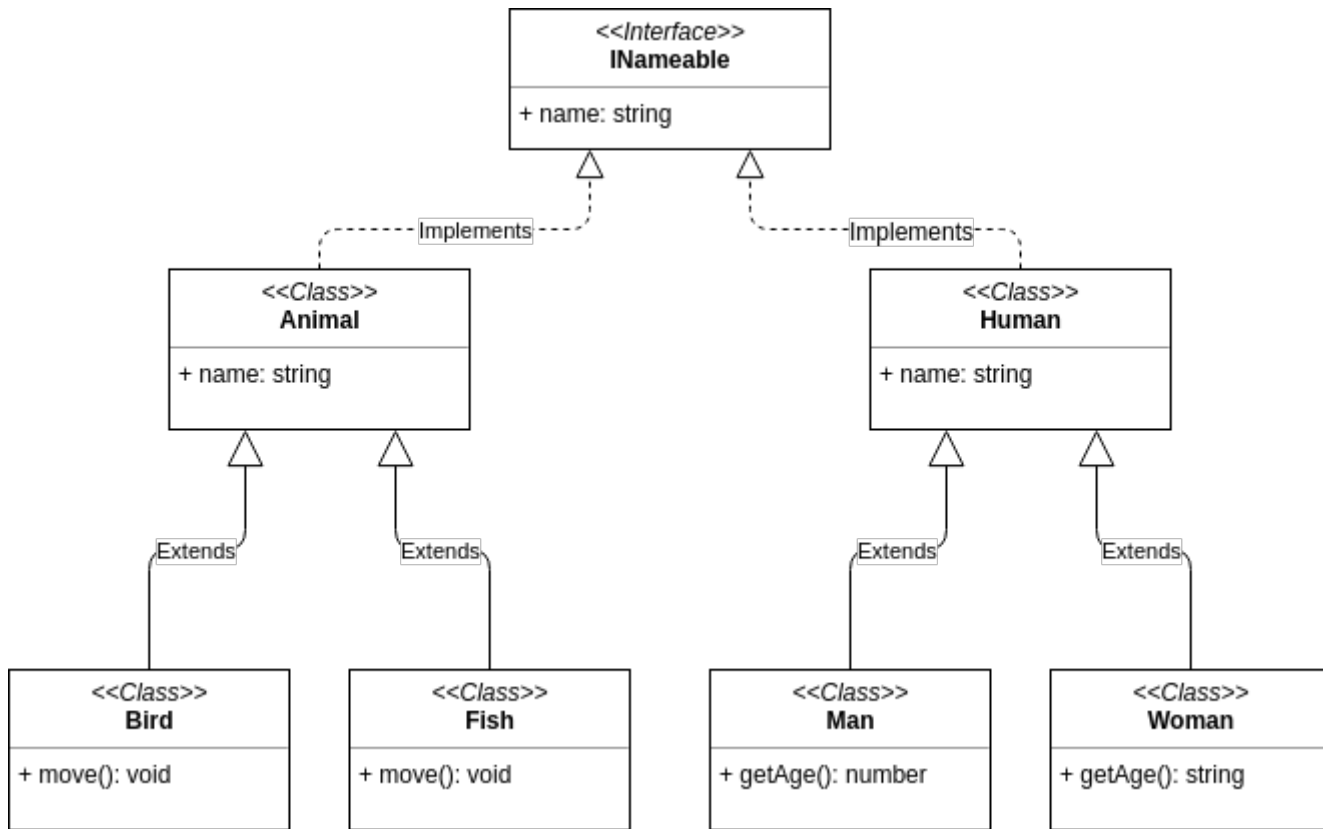 <<Interface>>
INameable
+ name: string
Implements
Implements
<<Class>>
Animal
+ name: string
<<Class>>
Human
+ name: string
Extends
Extends
Extends
Extends
<<Class>>
Bird
+ move(): void
<<Class>>
Fish
+ move(): void
<<Class>>
Man
+ getAge(): number
<<Class>>
Woman
+ getAge(): string